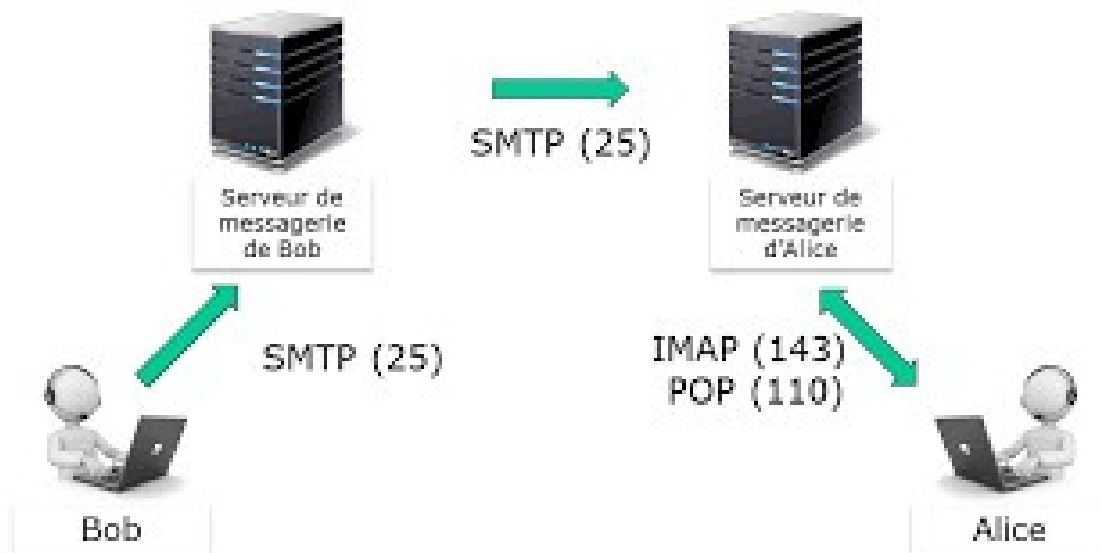 SMTP (25)
Serveur de
messagerie
de Bob
Serveur de
messagerie
d'Alice
SMTP (25)
IMAP (143)
POP (110)
Bob
Alice